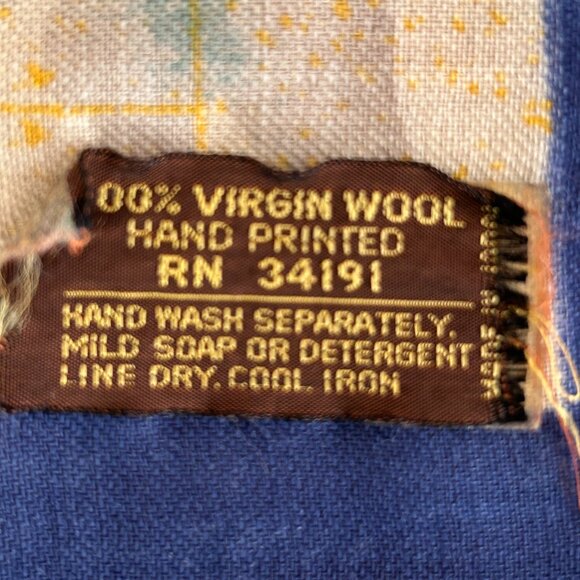 00% VIRGIN WOOL
HAND PRINTED
RN 34191
HAND WASH SEPARATELY.
MILD SOAP OR DETERGENT
LINE DRY. COOL IRON